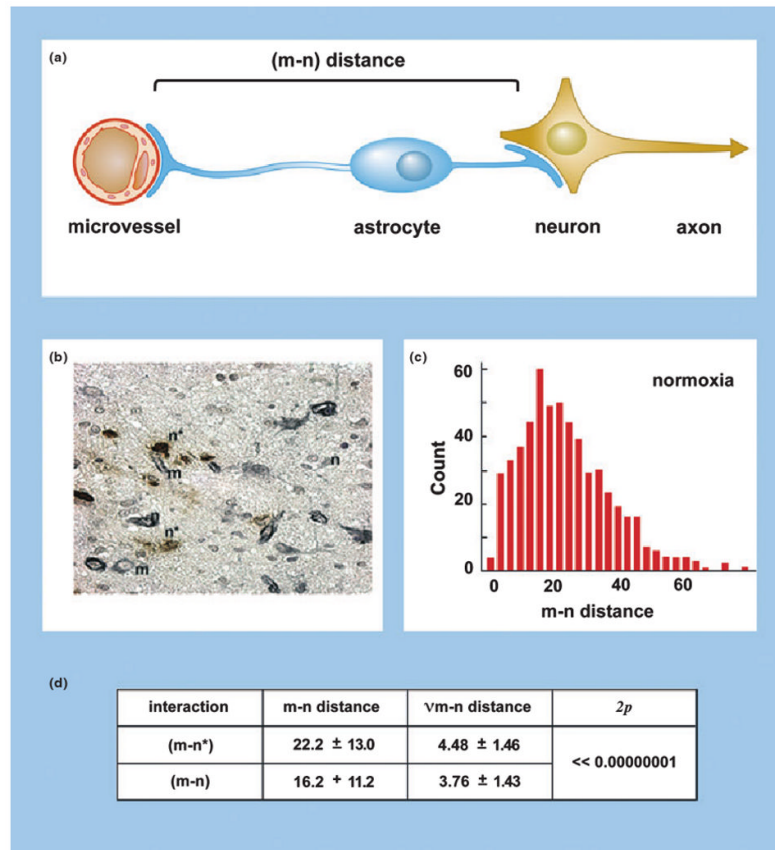 (a)
(m-n) distance
microvessel astrocyte neuron axon
(b)
n*
m
n
n*
m
(c)
normoxia
60
40
20
0
Count
0 20 40 60
m-n distance
(d)
interaction m-n distance νm-n distance 2p
(m-n*) 22.2 ± 13.0 4.48 ± 1.46
<< 0.00000001
(m-n) 16.2 + 11.2 3.76 ± 1.43